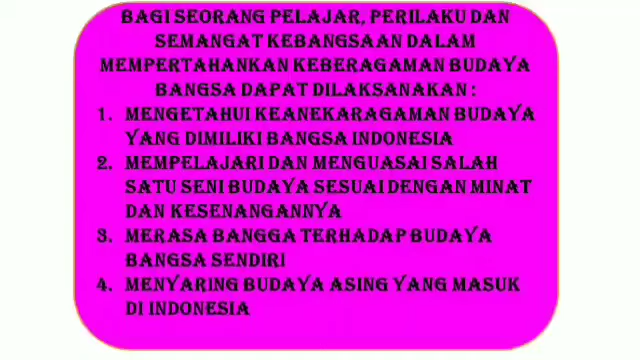 BAGI SEORANG PELAJAR, PERILAKU DAN
SEMANGAT KEBANGSAAN DALAM
MEMPERTAHANKAN KEBERAGAMAN BUDAYA
BANGSA DAPAT DILAKSANAKAN :
1. MENGETAHUI KEANEKARAGAMAN BUDAYA
YANG DIMILIKI BANGSA INDONESIA
2. MEMPELAJARI DAN MENGUASAI SALAH
SATU SENI BUDAYA SESUAI DENGAN MINAT
DAN KESENANGANNYA
3. MERASA BANGGA TERHADAP BUDAYA
BANGSA SENDIRI
4. MENYARING BUDAYA ASING YANG MASUK
DI INDONESIA